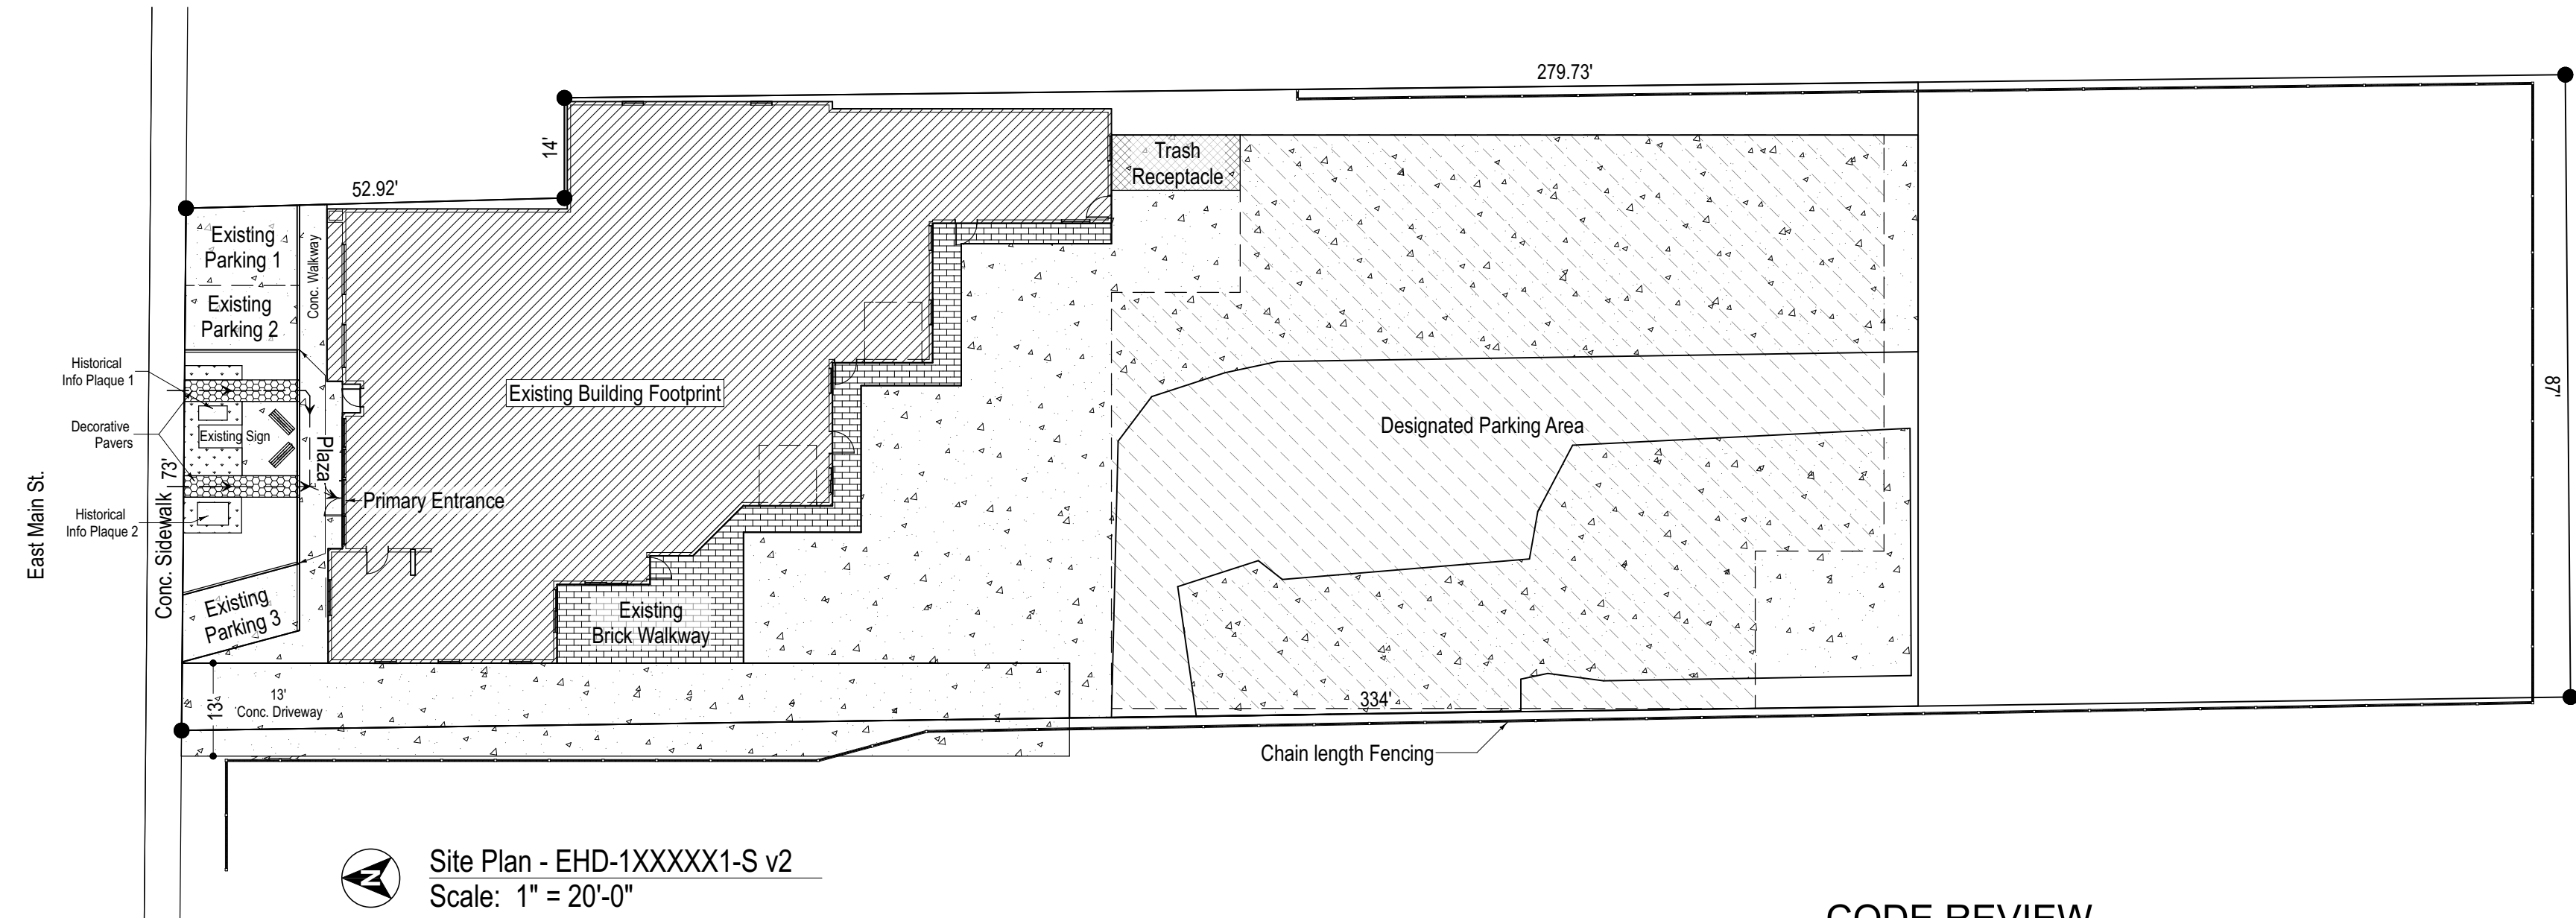 279.73'
14'
52.92'
Trash
Receptacle
Existing
Parking 1
Conc. Walkway
Existing
Parking 2
Historical
Info Plaque 1
Existing Building Footprint
87'
Decorative
Pavers
Existing Sign
Plaza
Designated Parking Area
73'
Primary Entrance
Historical
Info Plaque 2
East Main St.
Conc. Sidewalk
Existing
Parking 3
Existing
Brick Walkway
13'
13'
Conc. Driveway
334'
Chain length Fencing
N
Site Plan - EHD-1XXXXX1-S v2
Scale: 1" = 20'-0"
CODE REVIEW